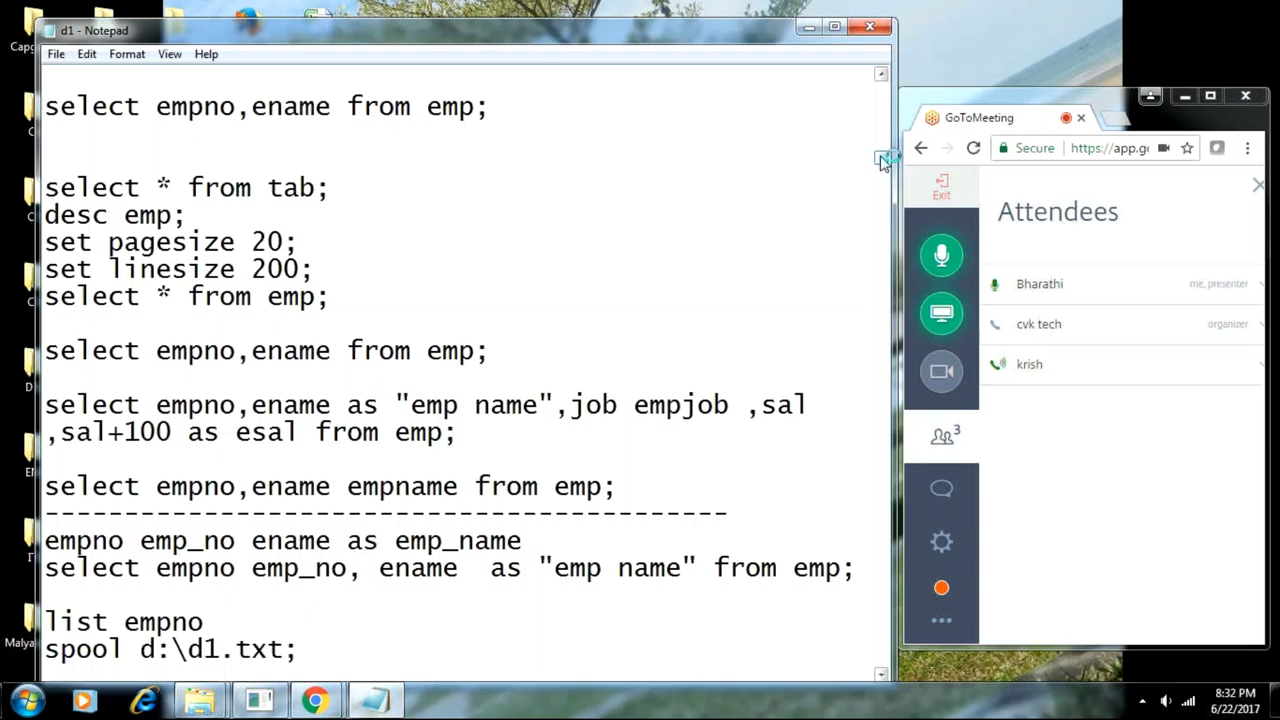 Capg
d1 - Notepad
File Edit Format View Help
select empno,ename from emp;
select * from tab;
desc emp;
set pagesize 20;
set linesize 200;
select * from emp;
select empno,ename from emp;
select empno,ename as "emp name",job empjob ,sal
,sal+100 as esal from emp;
select empno,ename empname from emp;
-------------------------------------------
empno emp_no ename as emp_name
select empno emp_no, ename  as "emp name" from emp;
list empno
spool d:\d1.txt;
Malya
GoToMeeting
Secure https://app.go
Exit
Attendees
Bharathi me, presenter
cvk tech organizer
krish
3
8:32 PM
6/22/2017